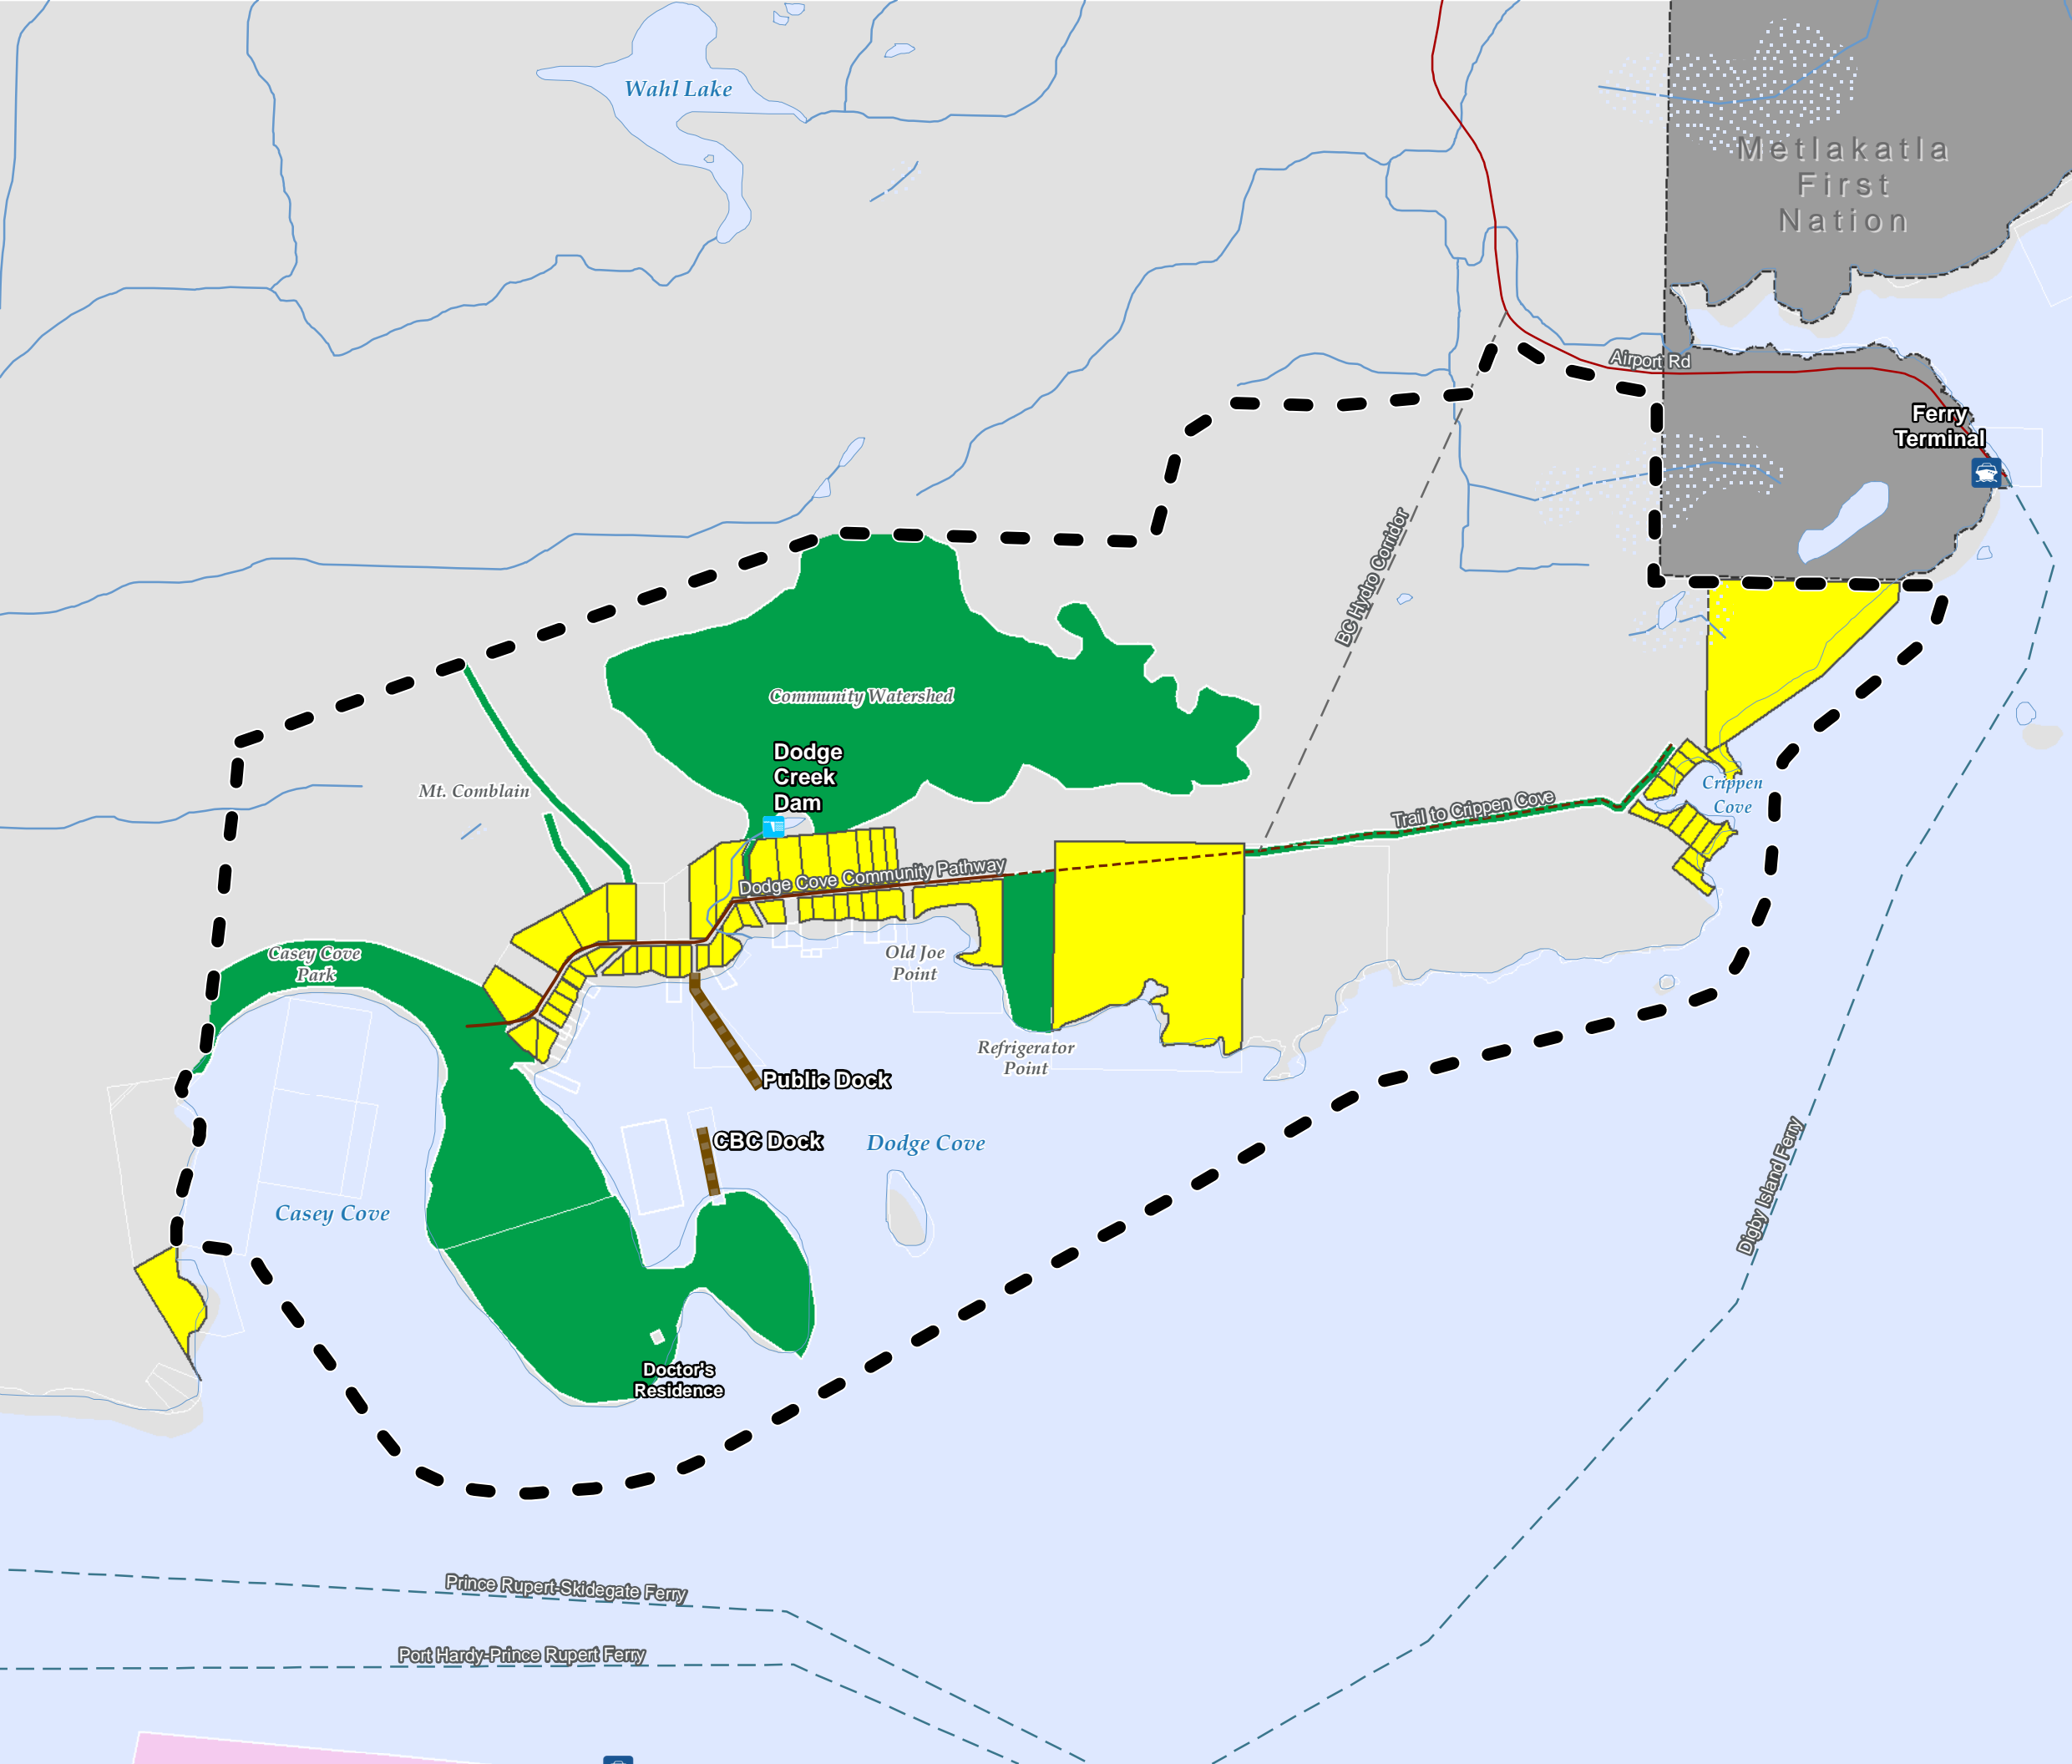 Wahl Lake
Metlakatla
First
Nation
Airport Rd
Ferry
Terminal
BC Hydro Corridor
Community Watershed
Dodge
Creek
Dam
Mt. Comblain
Crippen
Cove
Trail to Crippen Cove
Dodge Cove Community Pathway
Casey Cove
Park
Old Joe
Point
Refrigerator
Point
Public Dock
CBC Dock
Dodge Cove
Casey Cove
Digby Island Ferry
Doctor's
Residence
Prince Rupert-Skidegate Ferry
Port Hardy-Prince Rupert Ferry